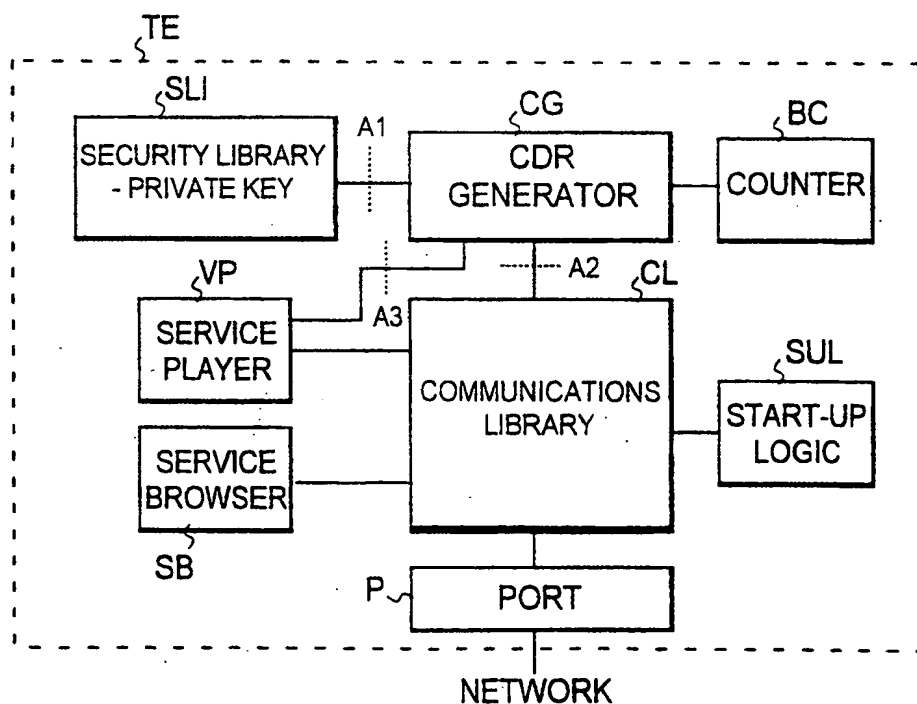 TE
SLI
SECURITY LIBRARY
- PRIVATE KEY
A1
CG
CDR
GENERATOR
BC
COUNTER
VP
SERVICE
PLAYER
A3
A2
CL
COMMUNICATIONS
LIBRARY
SUL
START-UP
LOGIC
SERVICE
BROWSER
SB
P
PORT
NETWORK